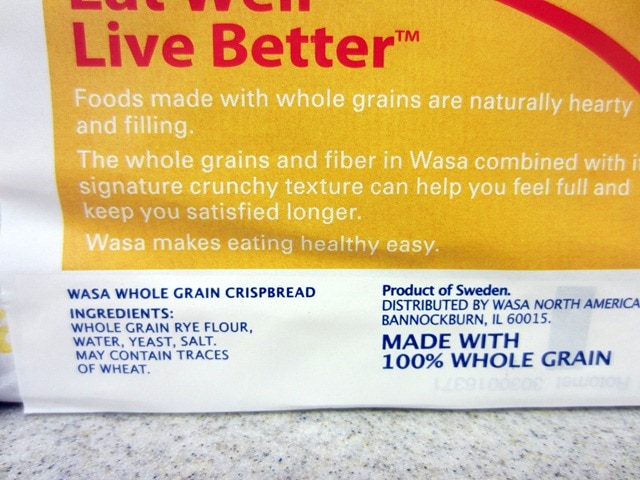 Eat Well
Live Better™
Foods made with whole grains are naturally hearty
and filling.
The whole grains and fiber in Wasa combined with
signature crunchy texture can help you feel full and
keep you satisfied longer.
Wasa makes eating healthy easy.
WASA WHOLE GRAIN CRISPBREAD
INGREDIENTS:
WHOLE GRAIN RYE FLOUR,
WATER, YEAST, SALT.
MAY CONTAIN TRACES
OF WHEAT.
Product of Sweden.
DISTRIBUTED BY WASA NORTH AMERICA
BANNOCKBURN, IL 60015.
MADE WITH
100% WHOLE GRAIN